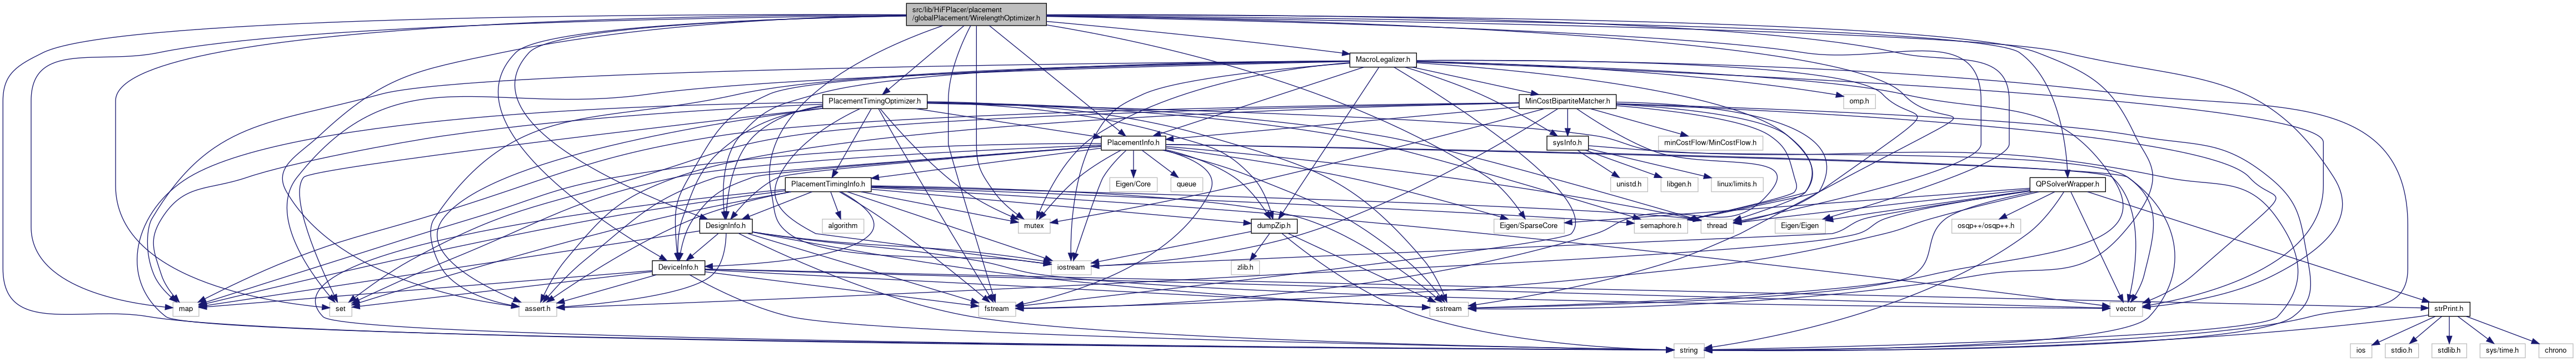 src/lib/HiFPlacer/placement
/globalPlacement/WirelengthOptimizer.h
MacroLegalizer.h
PlacementTimingOptimizer.h
MinCostBipartiteMatcher.h
omp.h
PlacementInfo.h
sysInfo.h
minCostFlow/MinCostFlow.h
PlacementTimingInfo.h
Eigen/Core
queue
unistd.h
libgen.h
linux/limits.h
QPSolverWrapper.h
DesignInfo.h
algorithm
mutex
dumpZip.h
Eigen/SparseCore
semaphore.h
thread
Eigen/Eigen
osqp++/osqp++.h
DeviceInfo.h
iostream
zlib.h
map
set
assert.h
fstream
sstream
vector
strPrint.h
string
ios
stdio.h
stdlib.h
sys/time.h
chrono